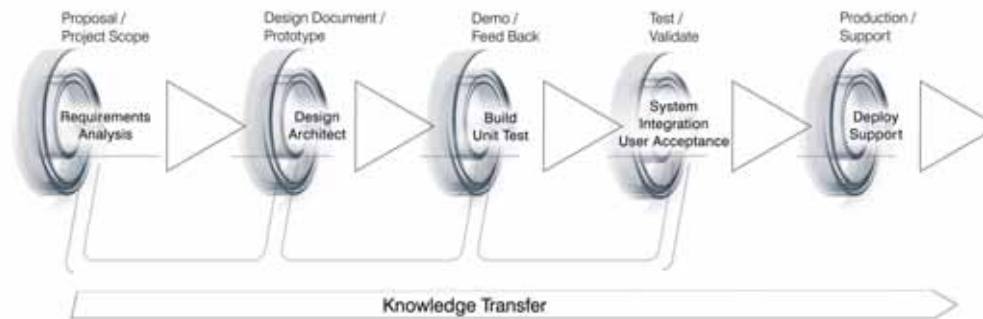 Proposal /
Project Scope
Design Document /
Prototype
Demo /
Feed Back
Test /
Validate
Production /
Support
Requirements
Analysis
Design
Architect
Build
Unit Test
System
Integration
User Acceptance
Deploy
Support
Knowledge Transfer